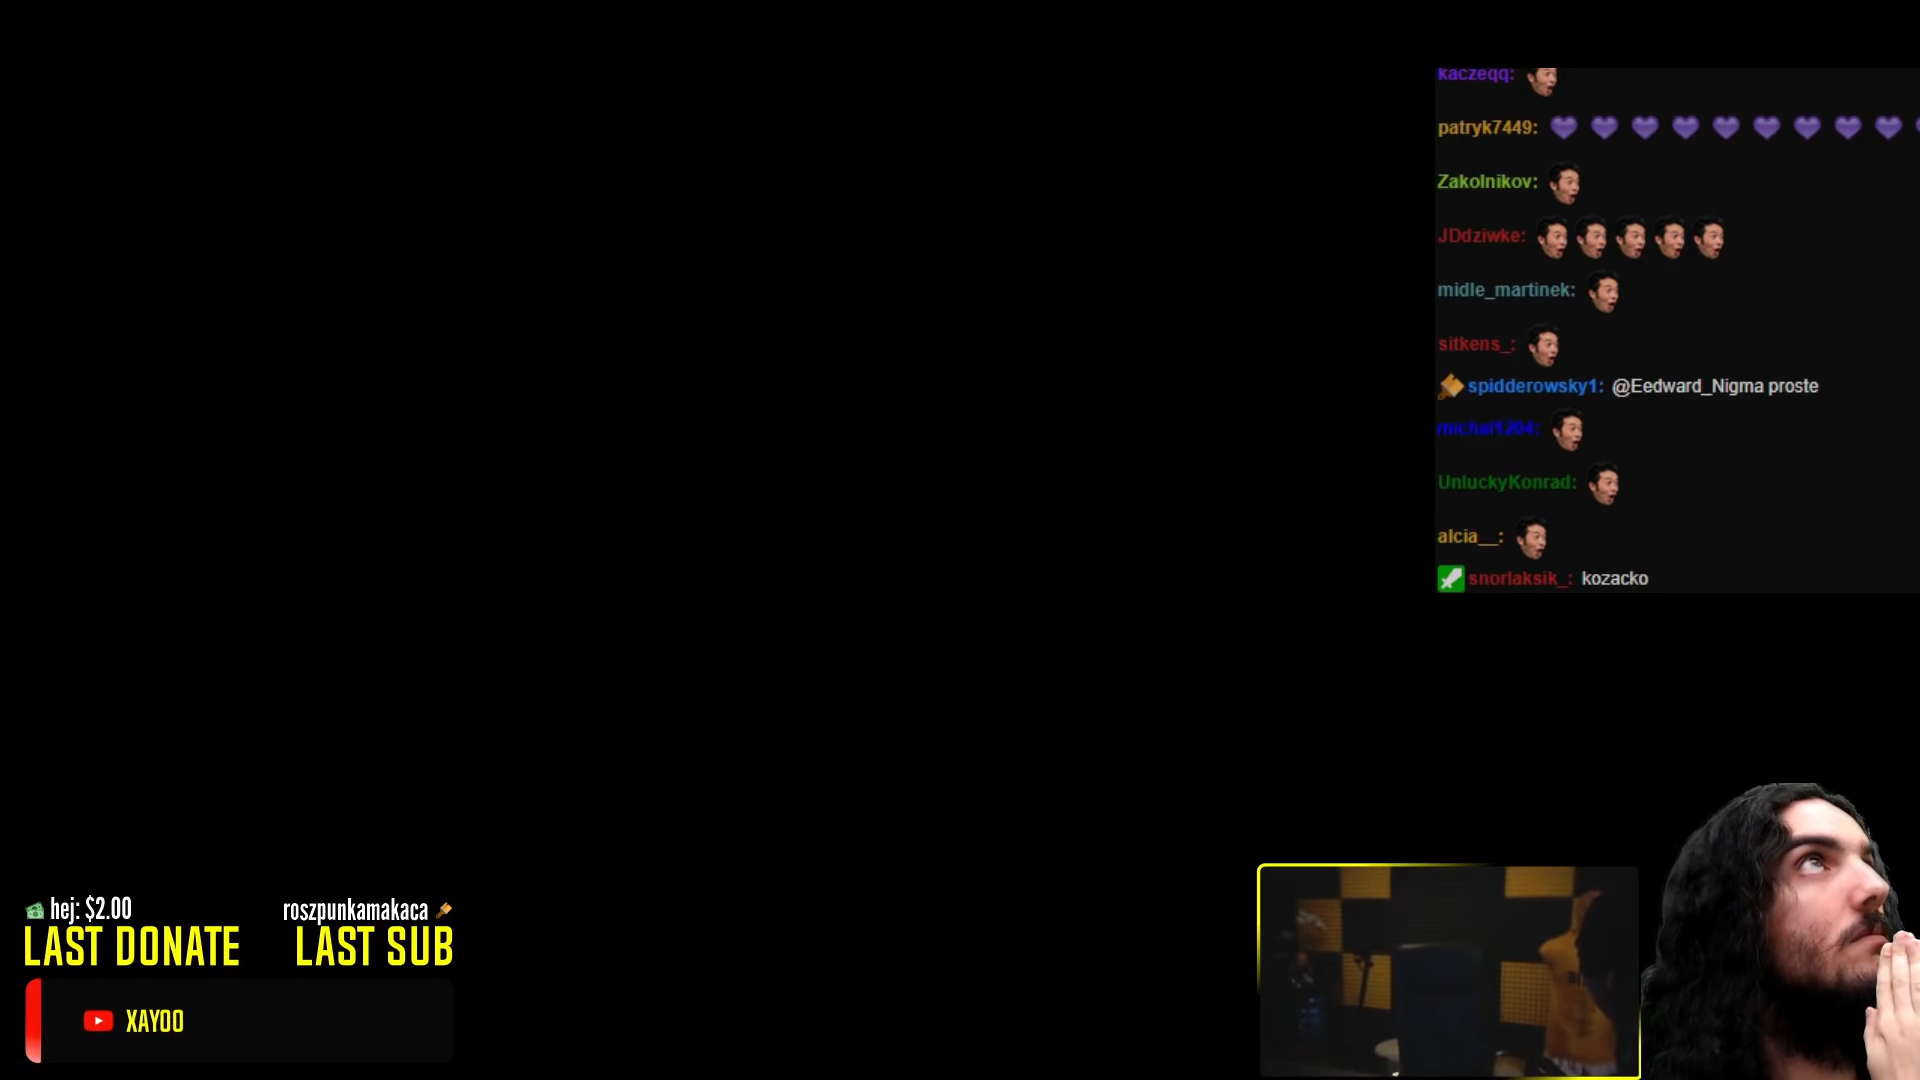 kaczeqq:
patryk7449:
Zakolnikov:
JDdziwke:
midle_martinek:
sitkens_:
spidderowsky1: @Eedward_Nigma proste
michal1204:
UnluckyKonrad:
alcia__:
snorlaksik_: kozacko
hej: $2.00
LAST DONATE
roszpunkamakaca
LAST SUB
XAYOO